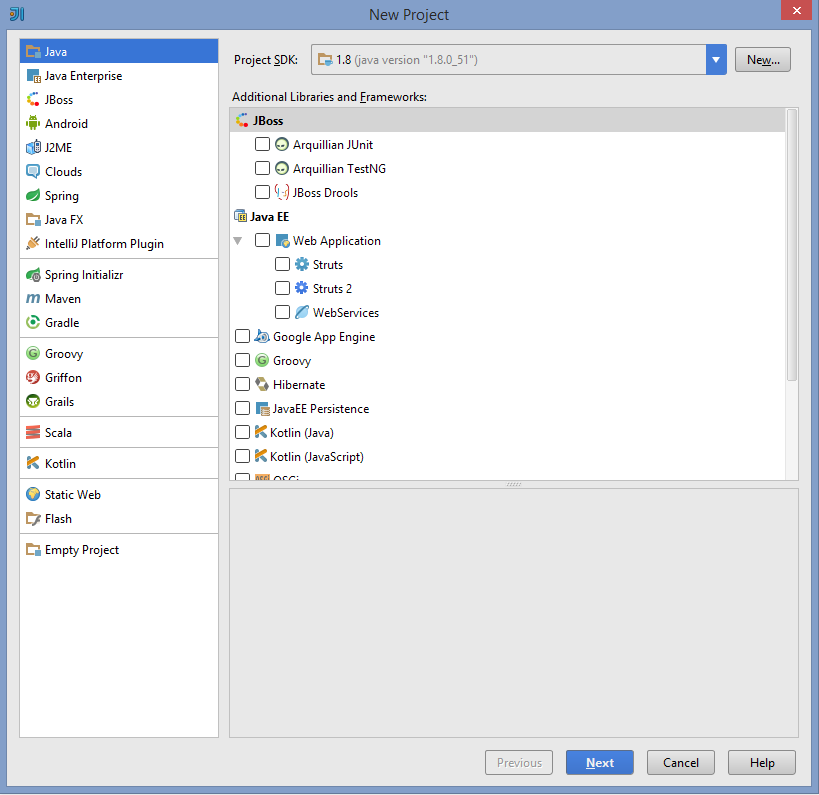 New Project
Java
Java Enterprise
JBoss
Android
J2ME
Clouds
Spring
Java FX
IntelliJ Platform Plugin
Spring Initializr
Maven
Gradle
Groovy
Griffon
Grails
Scala
Kotlin
Static Web
Flash
Empty Project
Project SDK: 1.8 (java version "1.8.0_51") New...
Additional Libraries and Frameworks:
JBoss
Arquillian JUnit
Arquillian TestNG
JBoss Drools
Java EE
Web Application
Struts
Struts 2
WebServices
Google App Engine
Groovy
Hibernate
JavaEE Persistence
Kotlin (Java)
Kotlin (JavaScript)
OSGi
Previous Next Cancel Help